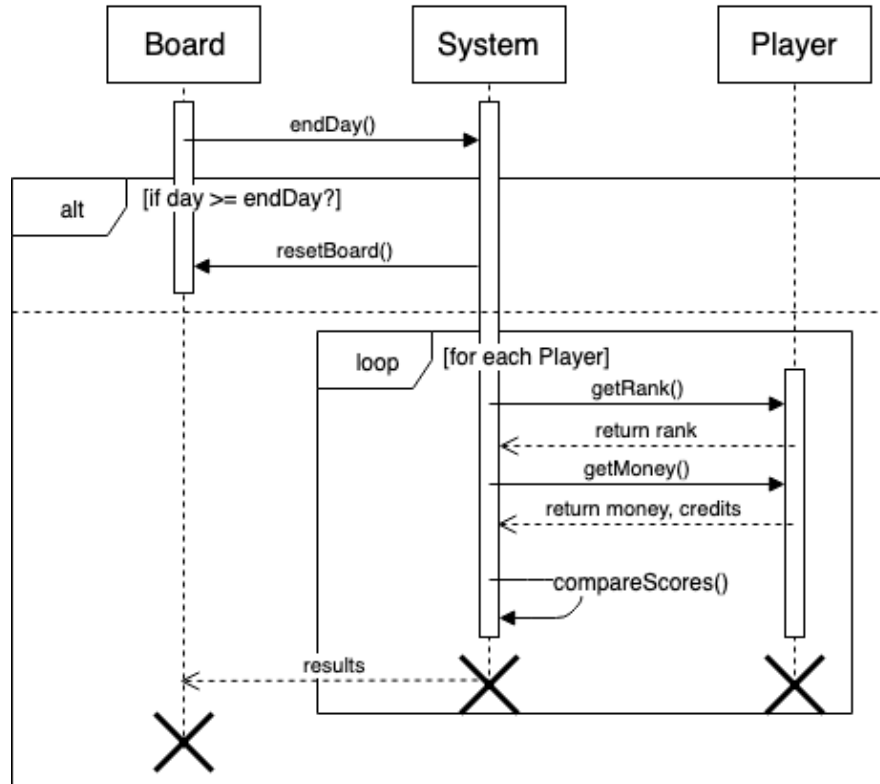 Board
System
Player
endDay()
alt
[if day >= endDay?]
resetBoard()
loop
[for each Player]
getRank()
return rank
getMoney()
return money, credits
compareScores()
results